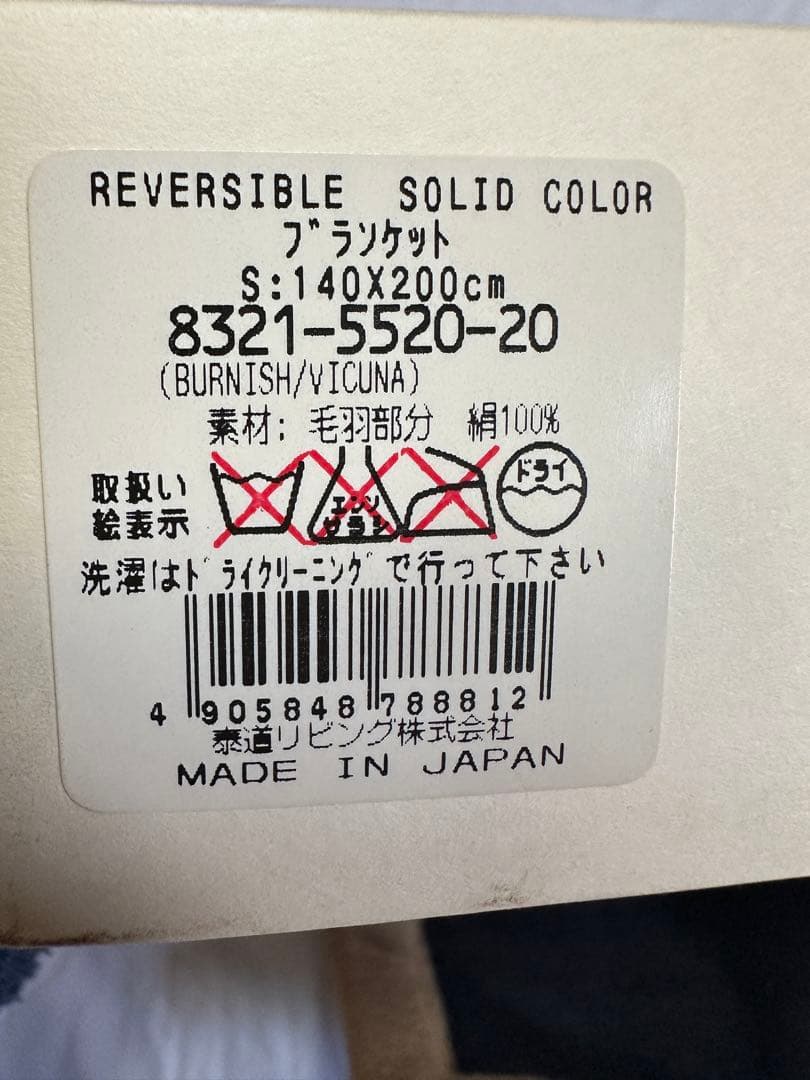 REVERSIBLE SOLID COLOR
ﾌﾞﾗﾝｹｯﾄ
S:140X200cm
8321-5520-20
(BURNISH/VICUNA)
素材: 毛羽部分 絹100%
取扱い
絵表示
エンソ
サラシ
ドライ
洗濯はﾄﾞﾗｲｸﾘｰﾆﾝｸﾞで行って下さい
4 905848 788812
泰道リビング株式会社
MADE IN JAPAN